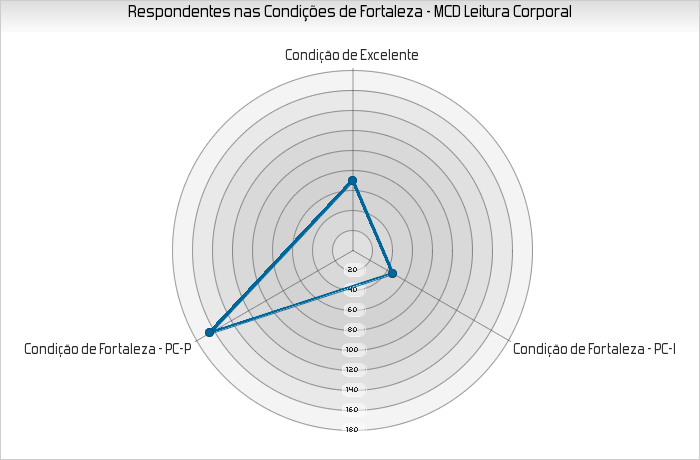 Respondentes nas Condições de Fortaleza - MCD Leitura Corporal
Condição de Excelente
20
40
60
80
100
120
140
160
180
Condição de Fortaleza - PC-P
Condição de Fortaleza - PC-I